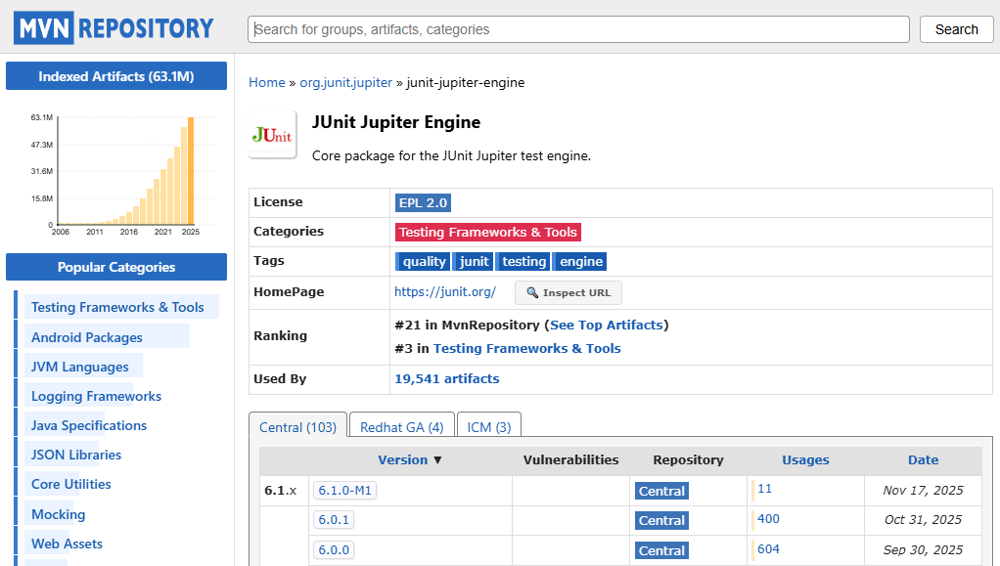 MVN REPOSITORY
Search for groups, artifacts, categories
Search
Indexed Artifacts (63.1M)
63.1M
47.3M
31.6M
15.8M
0
2006 2011 2016 2021 2025
Popular Categories
Testing Frameworks & Tools
Android Packages
JVM Languages
Logging Frameworks
Java Specifications
JSON Libraries
Core Utilities
Mocking
Web Assets
Home » org.junit.jupiter » junit-jupiter-engine
JUnit
JUnit Jupiter Engine
Core package for the JUnit Jupiter test engine.
License EPL 2.0
Categories Testing Frameworks & Tools
Tags quality junit testing engine
HomePage https://junit.org/ Inspect URL
Ranking #21 in MvnRepository (See Top Artifacts)
#3 in Testing Frameworks & Tools
Used By 19,541 artifacts
Central (103) Redhat GA (4) ICM (3)
Version ▼ Vulnerabilities Repository Usages Date
6.1.x 6.1.0-M1 Central 11 Nov 17, 2025
6.0.1 Central 400 Oct 31, 2025
6.0.0 Central 604 Sep 30, 2025